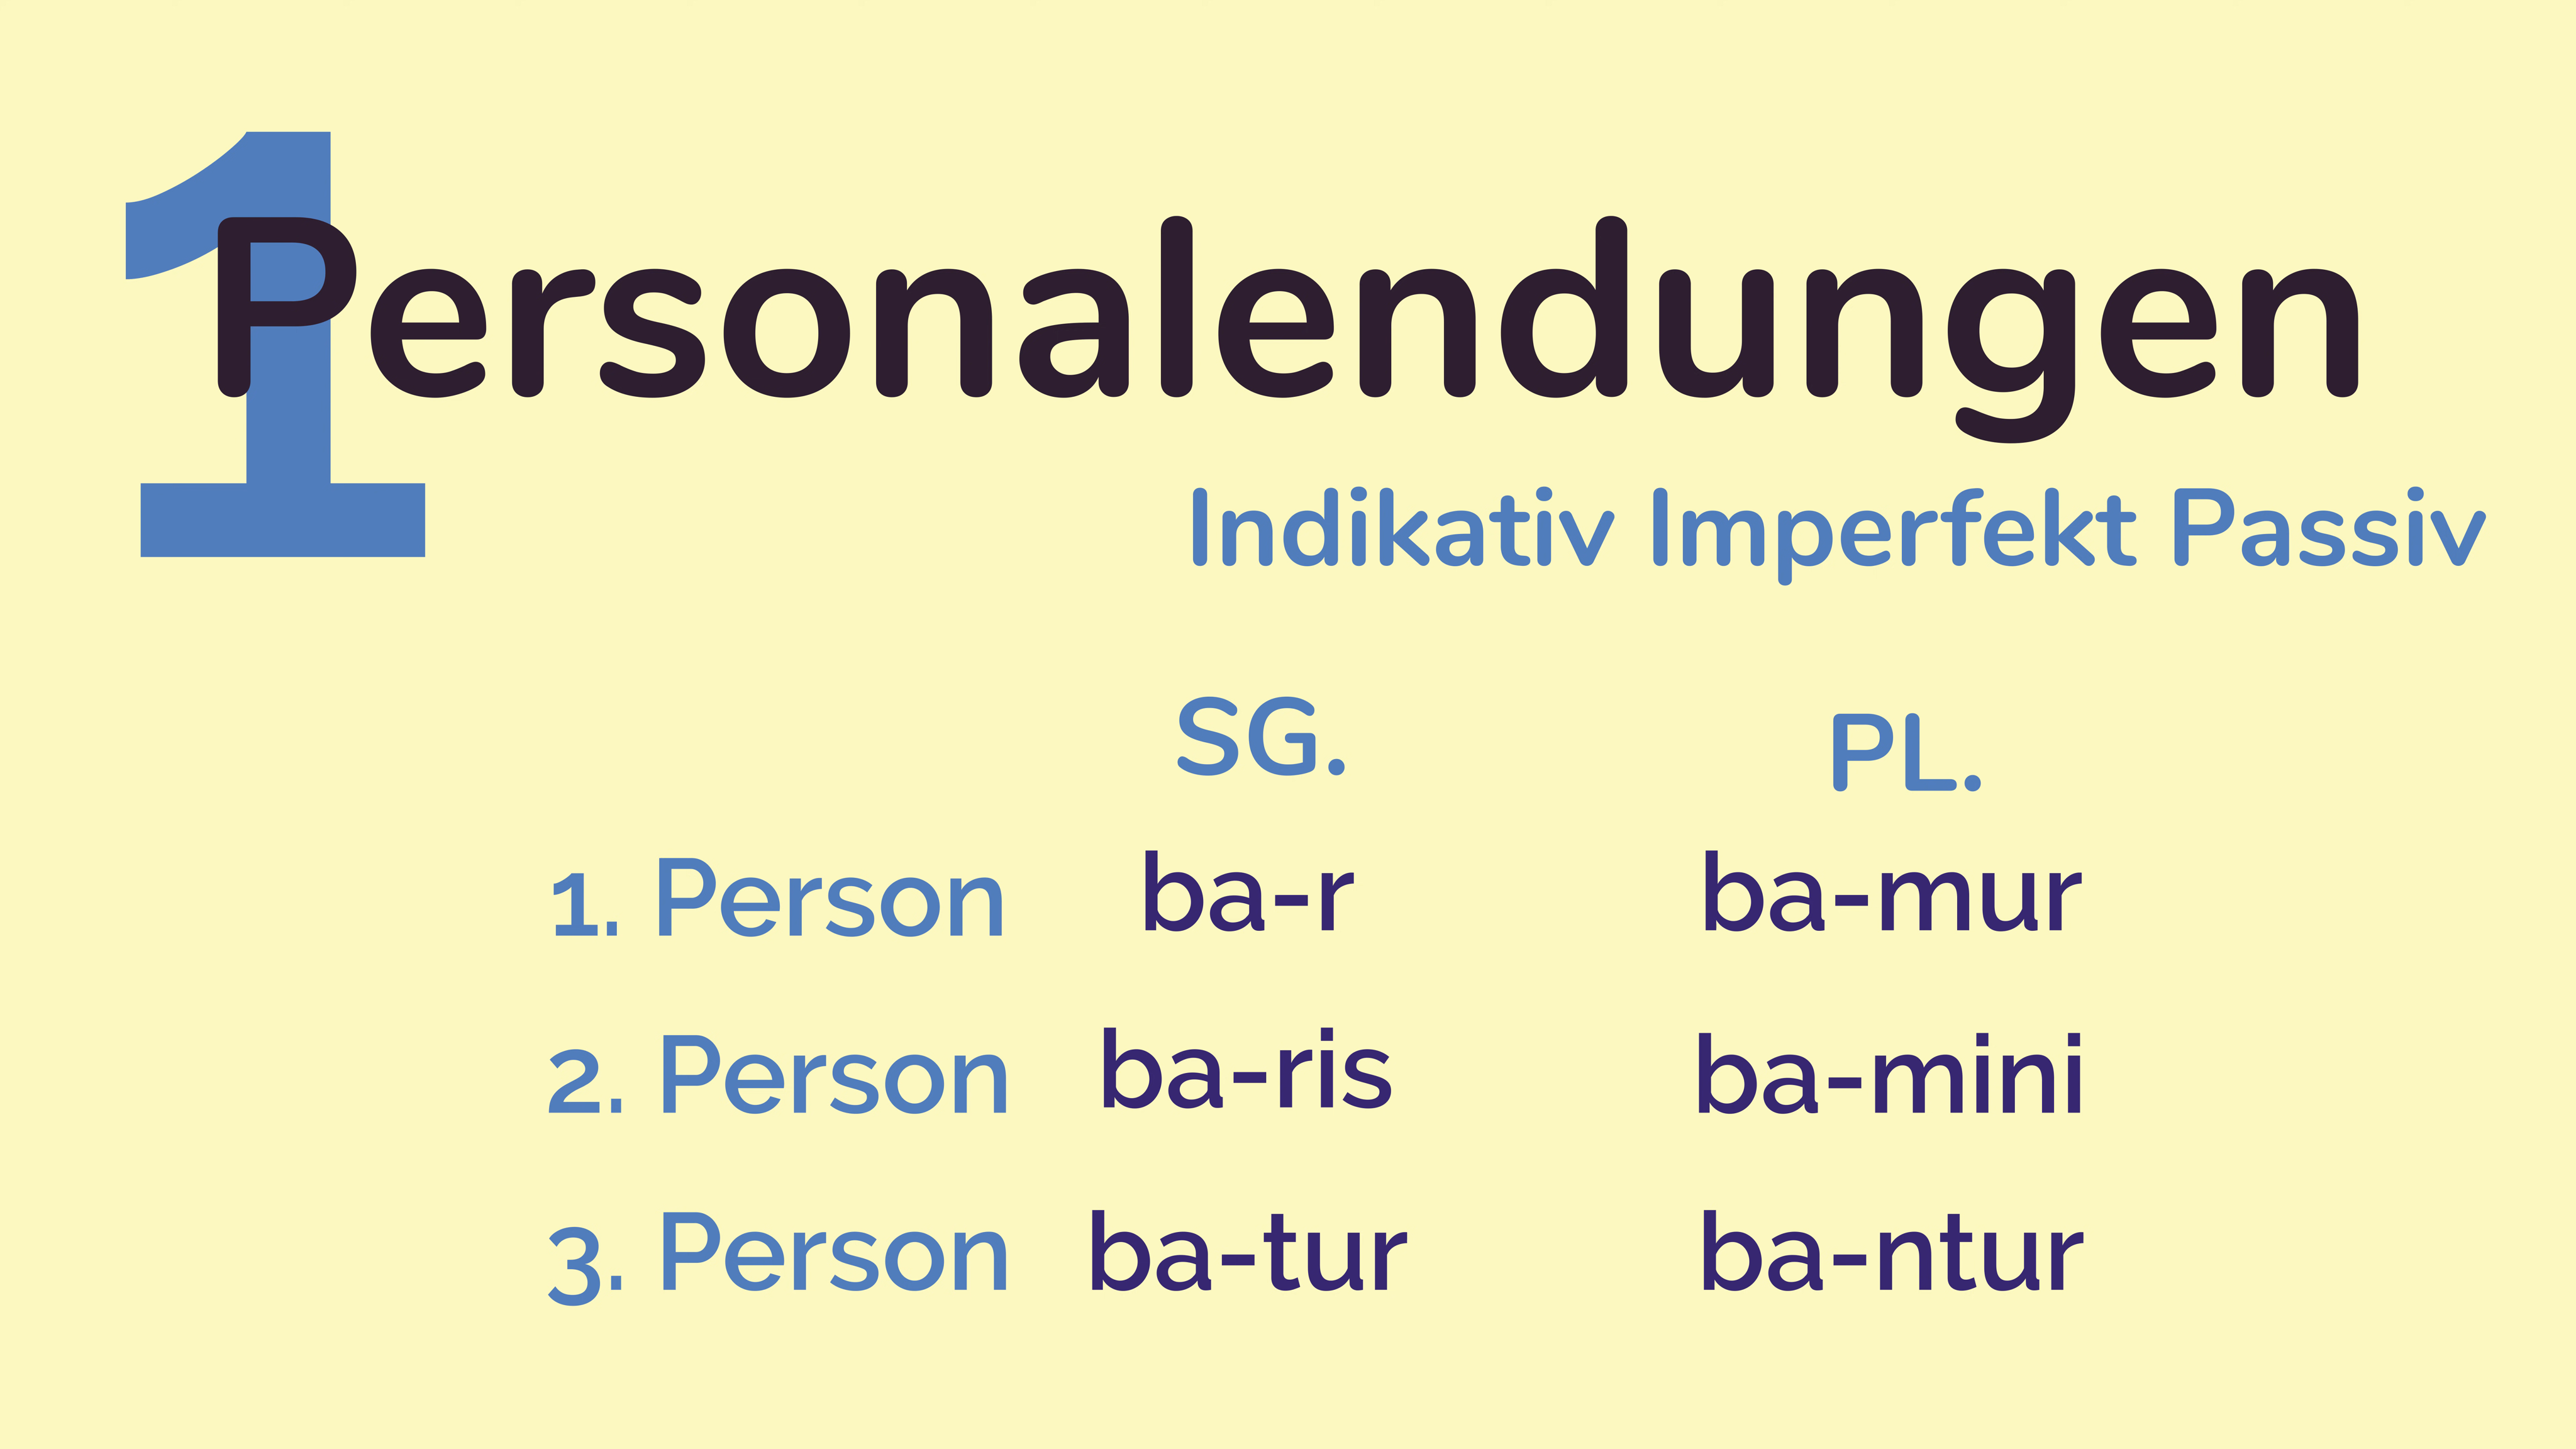 1
Personalendungen
Indikativ Imperfekt Passiv
SG. PL.
1. Person ba-r ba-mur
2. Person ba-ris ba-mini
3. Person ba-tur ba-ntur